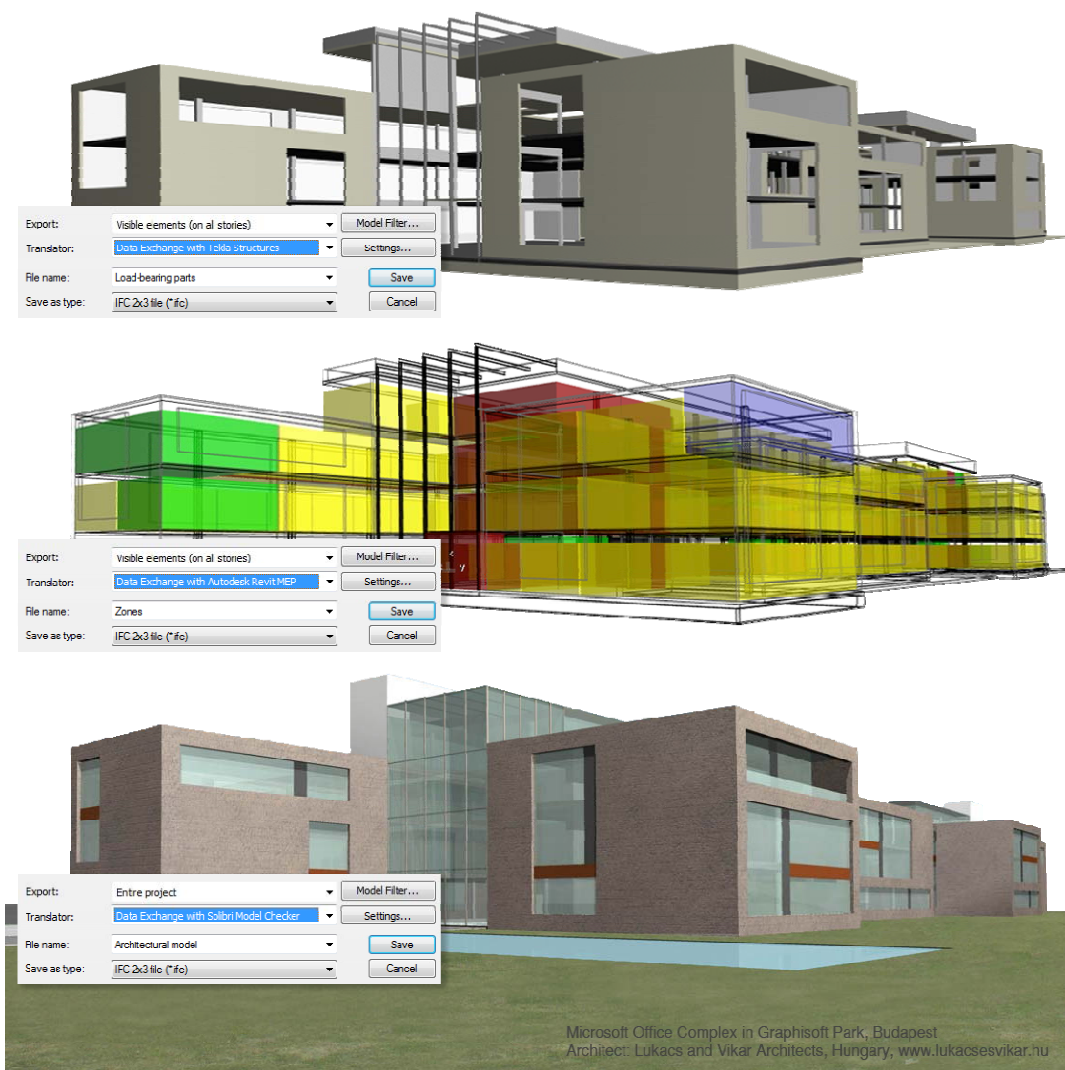 Export: Visible eements (on al stories) Model Filter...
Translator: Data Exchange with Tekla Structures Settings...
File name: Load-bearing parts Save
Save as type: IFC 2x3 file (*.ifc) Cancel
Export: Visible eements (on al stories) Model Filter...
Translator: Data Exchange with Autodesk Revit MEP Settings...
File name: Zones Save
Save as type: IFC 2x3 file (*.ifc) Cancel
Export: Entire project Model Filter...
Translator: Data Exchange with Solibri Model Checker Settings...
File name: Architectural model Save
Save as type: IFC 2x3 file (*.ifc) Cancel
Microsoft Office Complex in Graphisoft Park, Budapest
Architect: Lukacs and Vikar Architects, Hungary, www.lukacsesvikar.hu